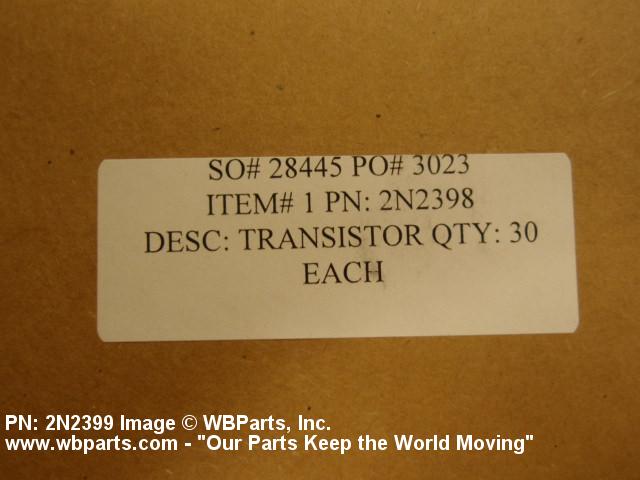 SO# 28445 PO# 3023
ITEM# 1 PN: 2N2398
DESC: TRANSISTOR QTY: 30
EACH
PN: 2N2399 Image © WBParts, Inc.
www.wbparts.com - "Our Parts Keep the World Moving"